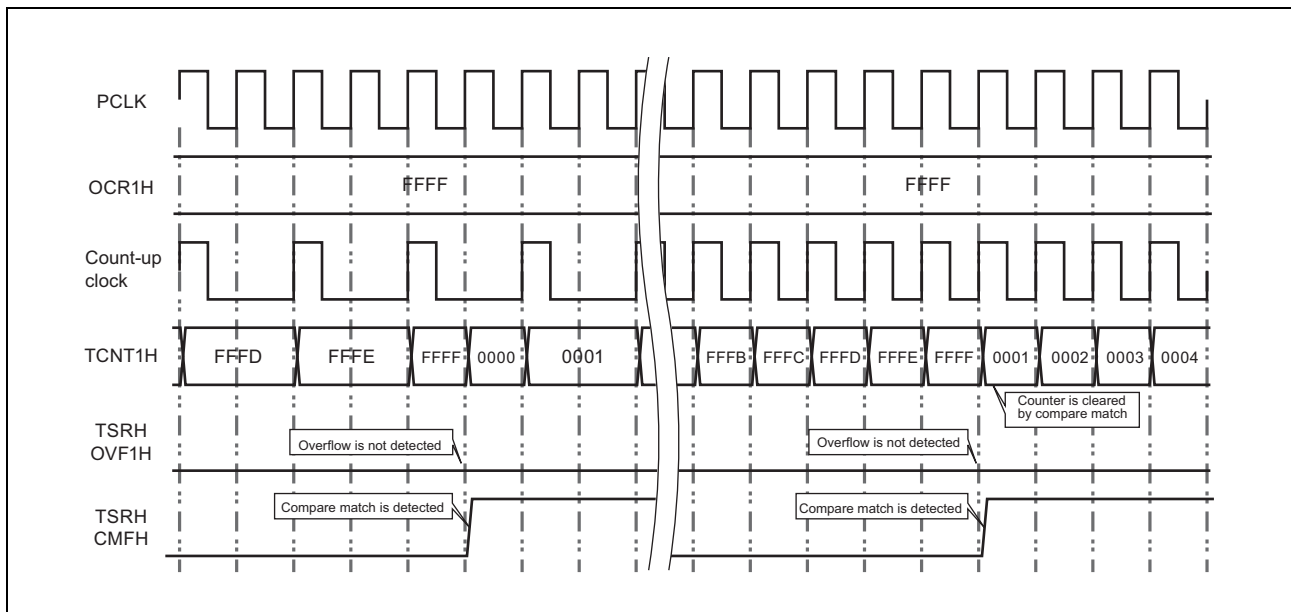 PCLK
OCR1H
FFFF
FFFF
Count-up
clock
TCNT1H
FFFD
FFFE
FFFF
0000
0001
FFFB
FFFC
FFFD
FFFE
FFFF
0001
0002
0003
0004
Counter is cleared
by compare match
TSRH
OVF1H
Overflow is not detected
Overflow is not detected
TSRH
CMFH
Compare match is detected
Compare match is detected